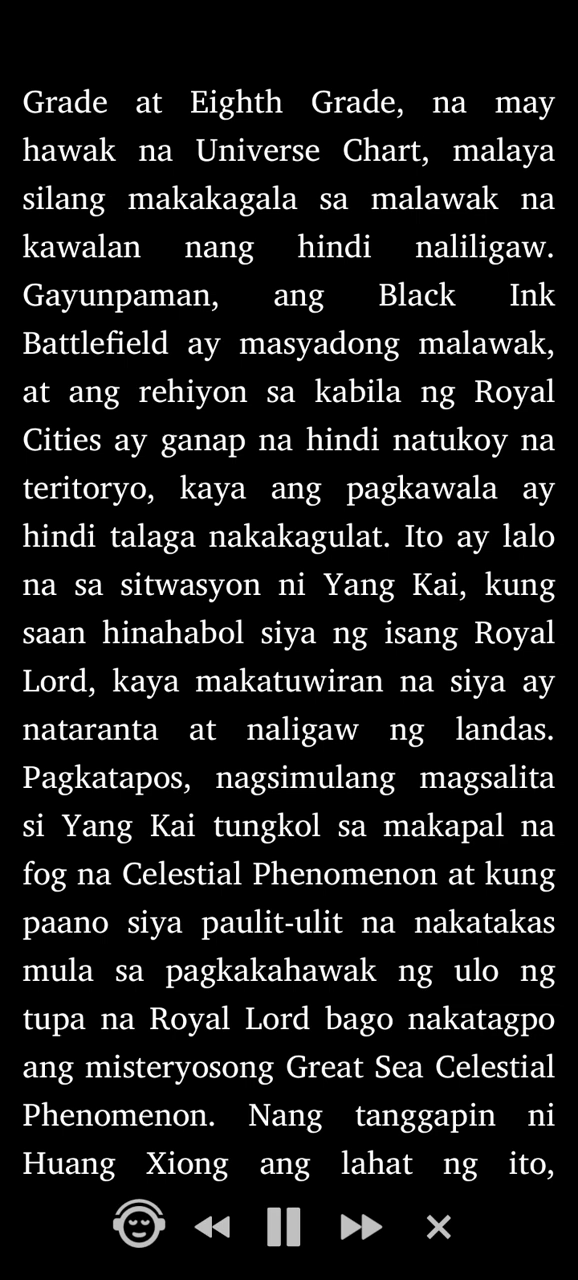 Grade at Eighth Grade, na may
hawak na Universe Chart, malaya
silang makakagala sa malawak na
kawalan nang hindi naliligaw.
Gayunpaman, ang Black Ink
Battlefield ay masyadong malawak,
at ang rehiyon sa kabila ng Royal
Cities ay ganap na hindi natukoy na
teritoryo, kaya ang pagkawala ay
hindi talaga nakakagulat. Ito ay lalo
na sa sitwasyon ni Yang Kai, kung
saan hinahabol siya ng isang Royal
Lord, kaya makatuwiran na siya ay
nataranta at naligaw ng landas.
Pagkatapos, nagsimulang magsalita
si Yang Kai tungkol sa makapal na
fog na Celestial Phenomenon at kung
paano siya paulit-ulit na nakatakas
mula sa pagkakahawak ng ulo ng
tupa na Royal Lord bago nakatagpo
ang misteryosong Great Sea Celestial
Phenomenon. Nang tanggapin ni
Huang Xiong ang lahat ng ito,